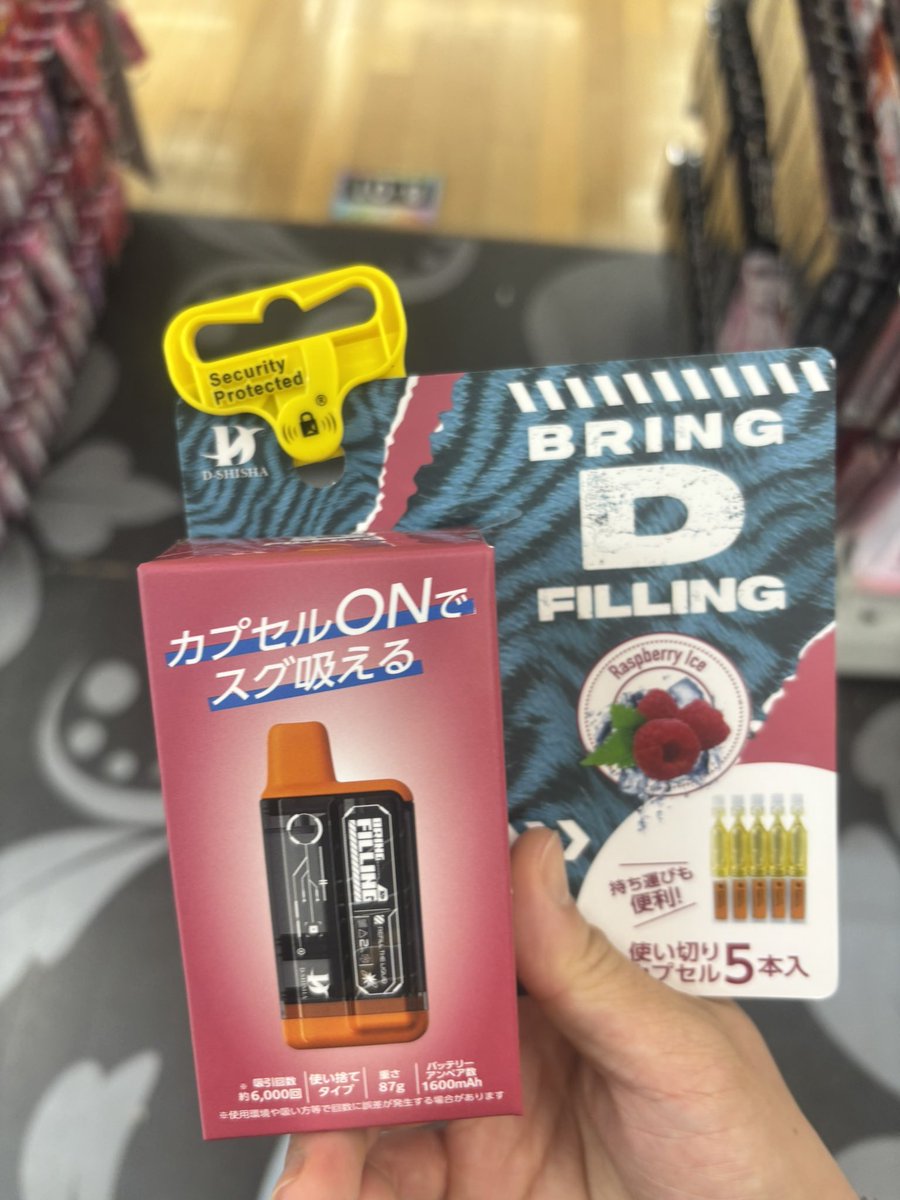 Security
Protected
®
D-SHISHA
BRING
D
FILLING
Raspberry Ice
カプセルONで
スグ吸える
BRING
FILLING
REFILL THE LIQUID
D-SHISHA
持ち運びも
便利!
使い切り
カプセル5本入
※吸引回数
約6,000回
使い捨て
タイプ
重さ
87g
バッテリー
アンペア数
1600mAh
※使用環境や吸い方等で回数に誤差が発生する場合があります